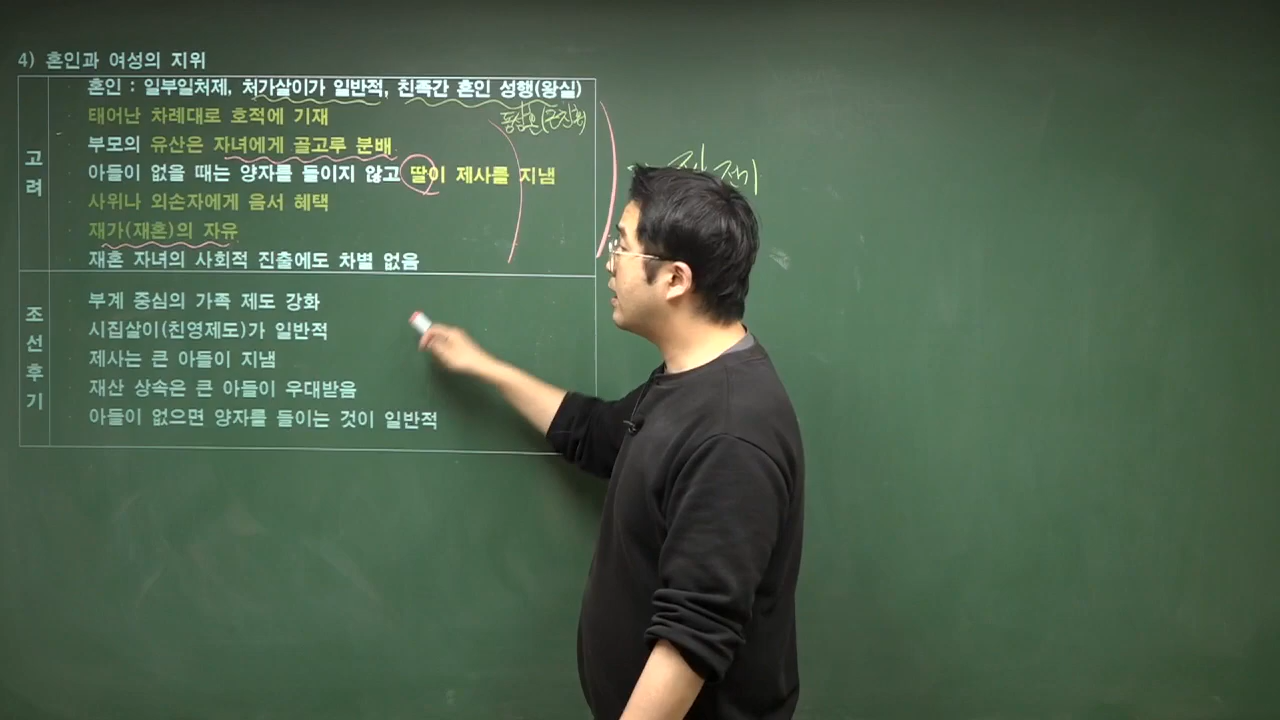 4) 혼인과 여성의 지위
고려
혼인 : 일부일처제, 처가살이가 일반적, 친족간 혼인 성행(왕실)
태어난 차례대로 호적에 기재
부모의 유산은 자녀에게 골고루 분배
아들이 없을 때는 양자를 들이지 않고 딸이 제사를 지냄
사위나 외손자에게 음서 혜택
재가(재혼)의 자유
재혼 자녀의 사회적 진출에도 차별 없음
전기
조선후기
부계 중심의 가족 제도 강화
시집살이(친영제도)가 일반적
제사는 큰 아들이 지냄
재산 상속은 큰 아들이 우대받음
아들이 없으면 양자를 들이는 것이 일반적